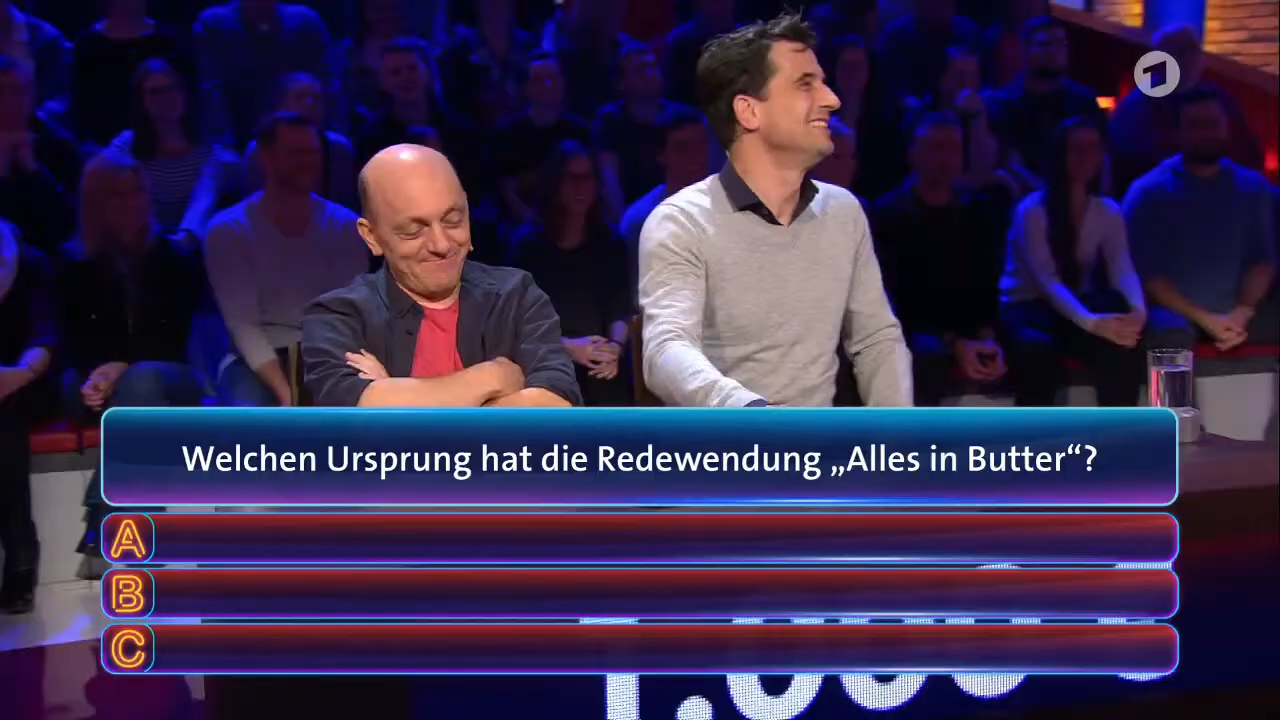 Welchen Ursprung hat die Redewendung „Alles in Butter“?
A
B
C